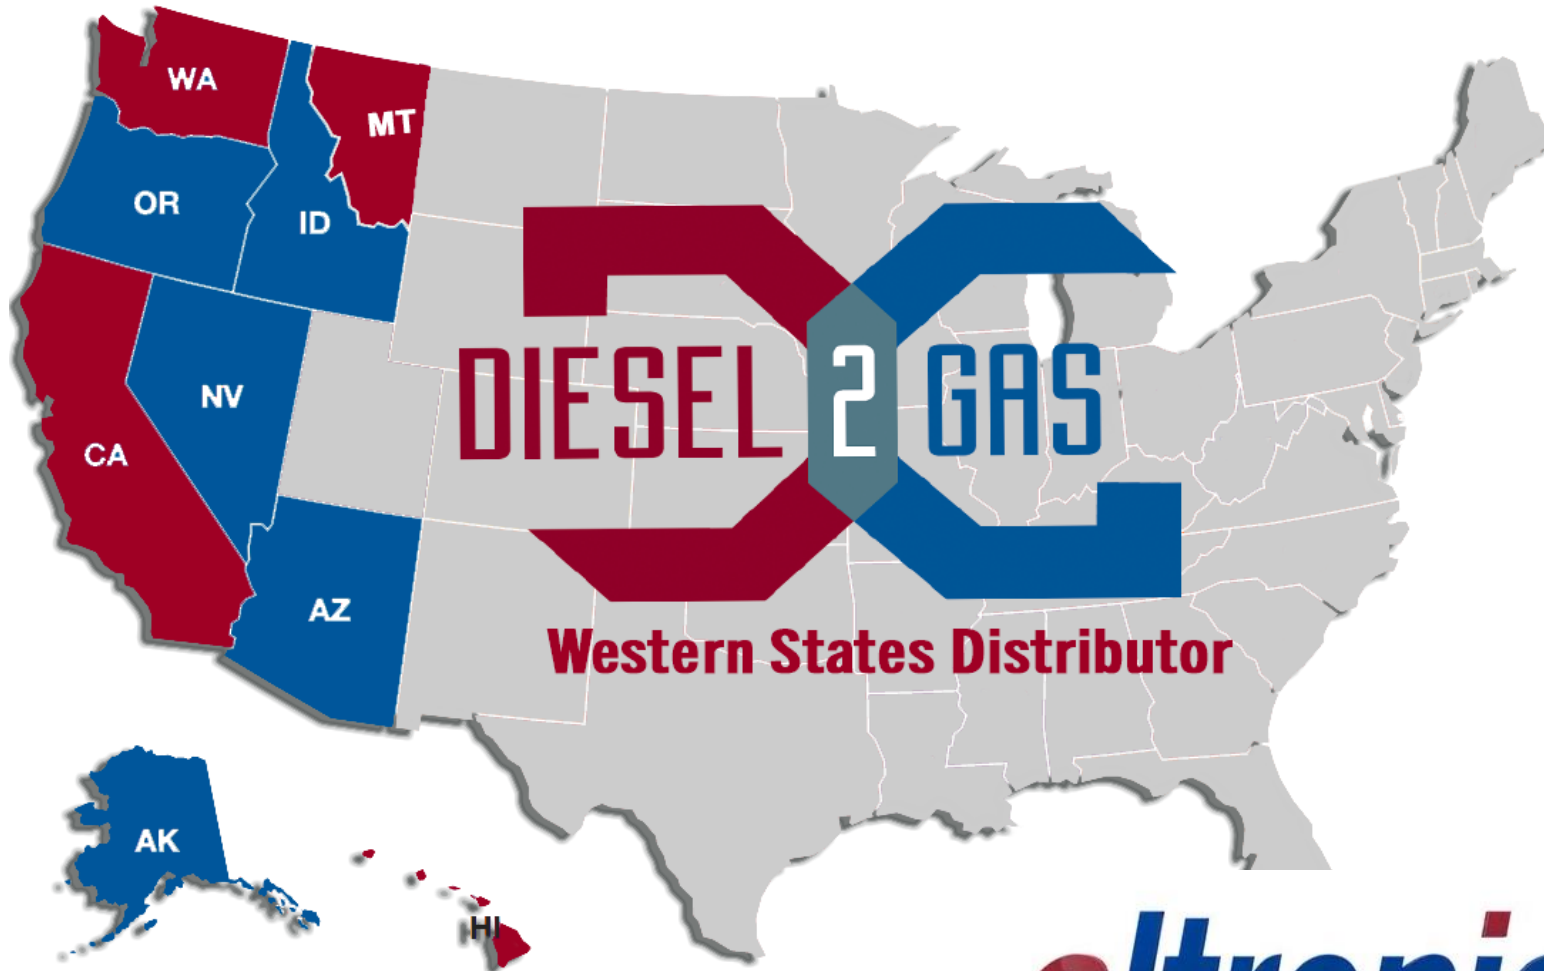 WA
MT
OR
ID
DIESEL 2 GAS
NV
CA
AZ
Western States Distributor
AK
HI